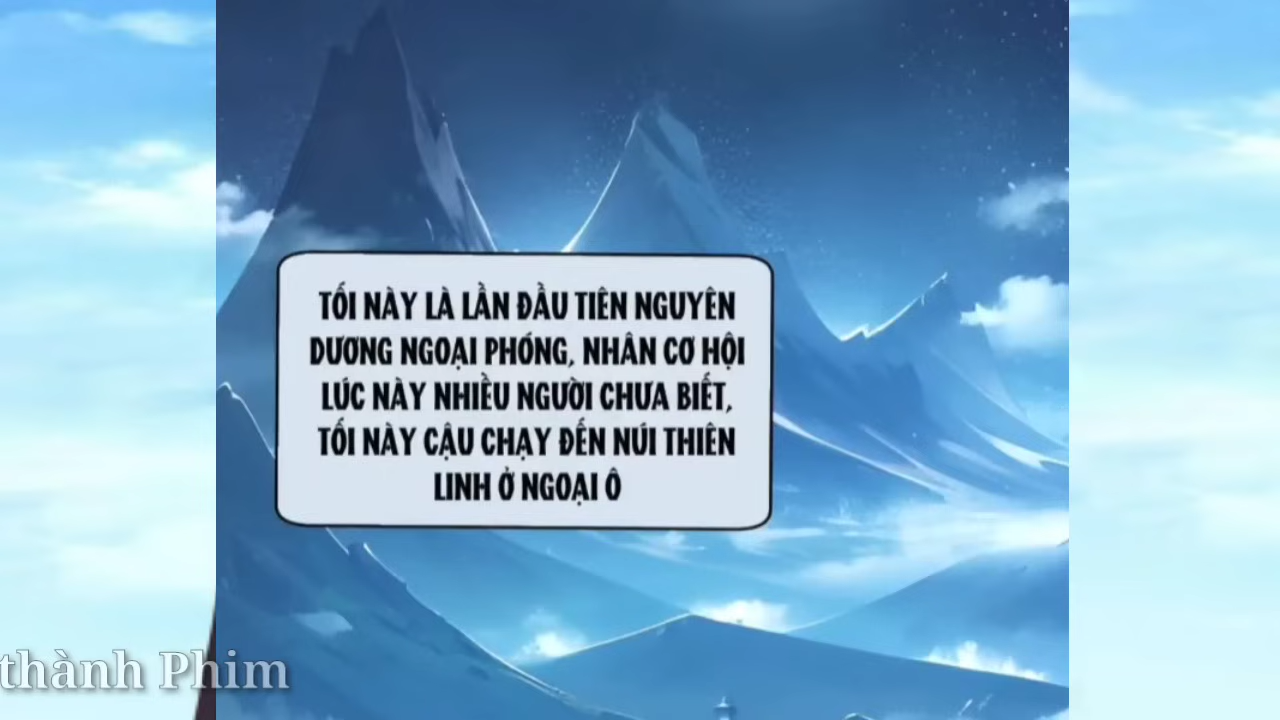 TỐI NÀY LÀ LẦN ĐẦU TIÊN NGUYÊN
DƯƠNG NGOẠI PHÓNG, NHÂN CƠ HỘI
LÚC NÀY NHIỀU NGƯỜI CHƯA BIẾT,
TỐI NÀY CẬU CHẠY ĐẾN NÚI THIÊN
LINH Ở NGOẠI Ô
thành Phim